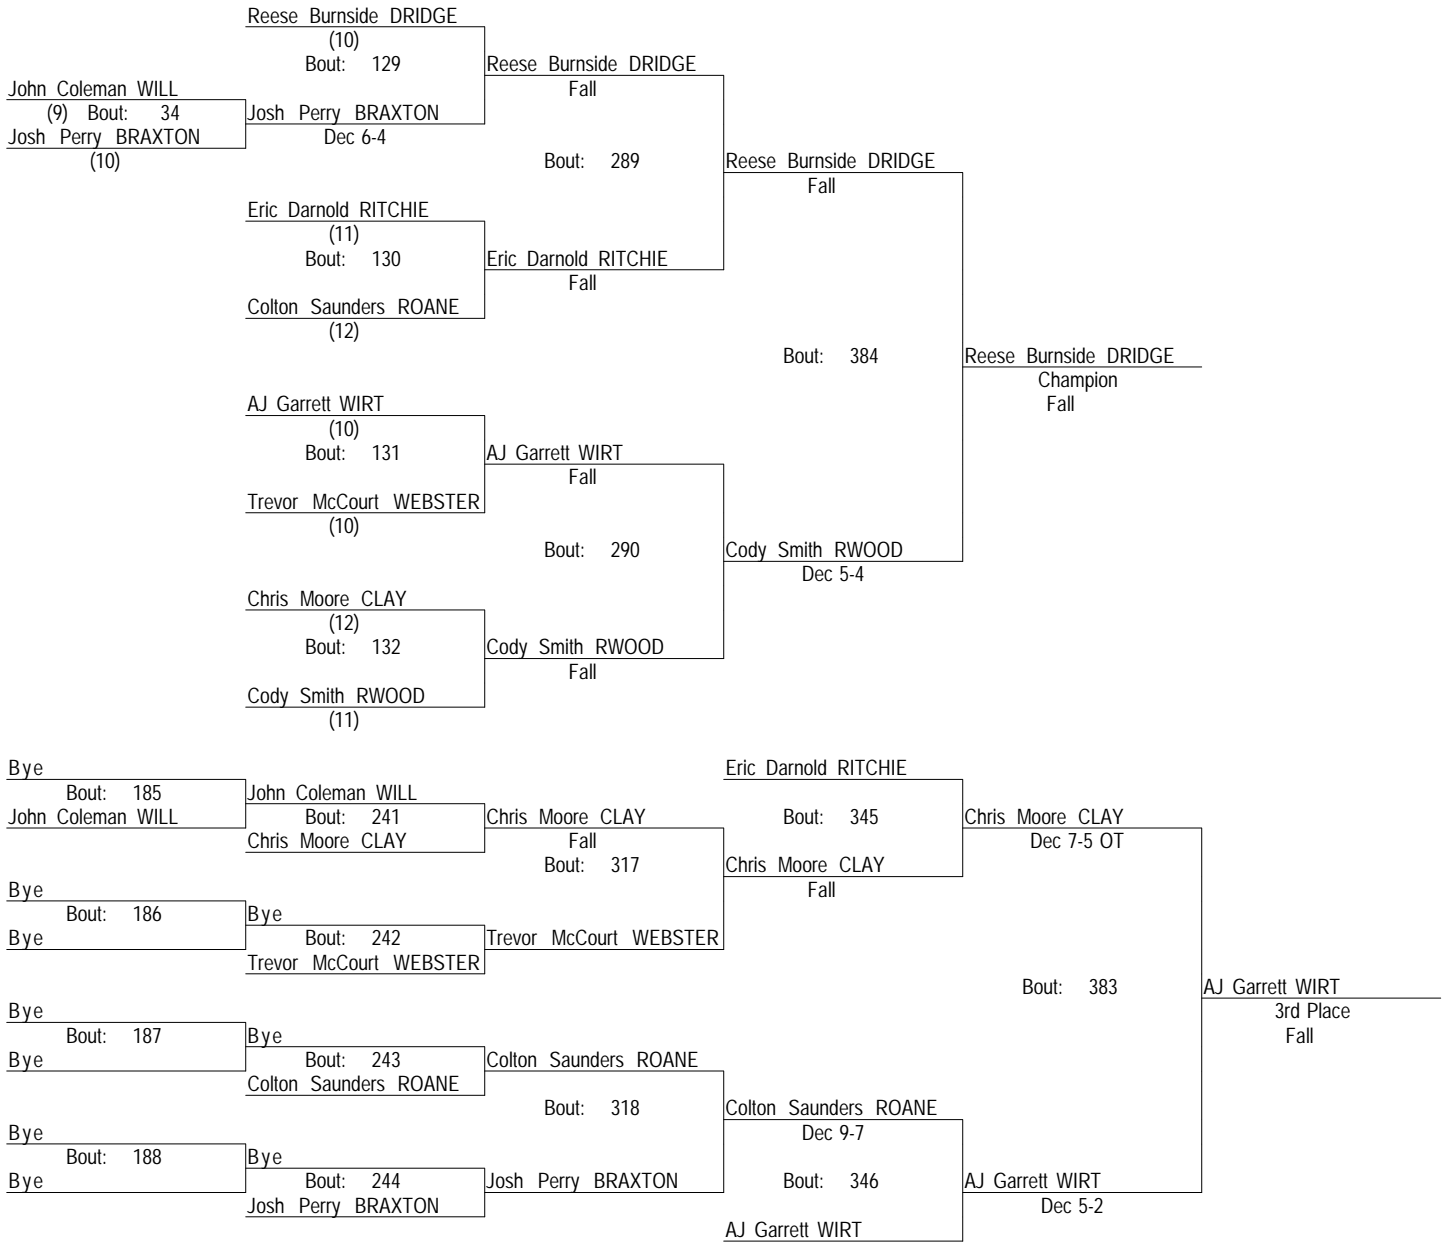 Reese Burnside DRIDGE
(10)
Bout: 129
Reese Burnside DRIDGE
Fall
John Coleman WILL
(9) Bout: 34
Josh Perry BRAXTON
Josh Perry BRAXTON
Dec 6-4
(10)
Bout: 289
Reese Burnside DRIDGE
Fall
Eric Darnold RITCHIE
(11)
Bout: 130
Eric Darnold RITCHIE
Fall
Colton Saunders ROANE
(12)
Bout: 384
Reese Burnside DRIDGE
Champion
Fall
AJ Garrett WIRT
(10)
Bout: 131
AJ Garrett WIRT
Fall
Trevor McCourt WEBSTER
(10)
Bout: 290
Cody Smith RWOOD
Dec 5-4
Chris Moore CLAY
(12)
Bout: 132
Cody Smith RWOOD
Fall
Cody Smith RWOOD
(11)
Bye
Bout: 185
John Coleman WILL
John Coleman WILL
Bout: 241
Chris Moore CLAY
Chris Moore CLAY
Fall
Bout: 317
Eric Darnold RITCHIE
Bout: 345
Chris Moore CLAY
Dec 7-5 OT
Chris Moore CLAY
Fall
Bye
Bout: 186
Bye
Bye
Bout: 242
Trevor McCourt WEBSTER
Trevor McCourt WEBSTER
Bout: 383
AJ Garrett WIRT
3rd Place
Fall
Bye
Bout: 187
Bye
Bye
Bout: 243
Colton Saunders ROANE
Colton Saunders ROANE
Bout: 318
Colton Saunders ROANE
Dec 9-7
Bye
Bout: 188
Bye
Bye
Bout: 244
Josh Perry BRAXTON
Josh Perry BRAXTON
Bout: 346
AJ Garrett WIRT
Dec 5-2
AJ Garrett WIRT